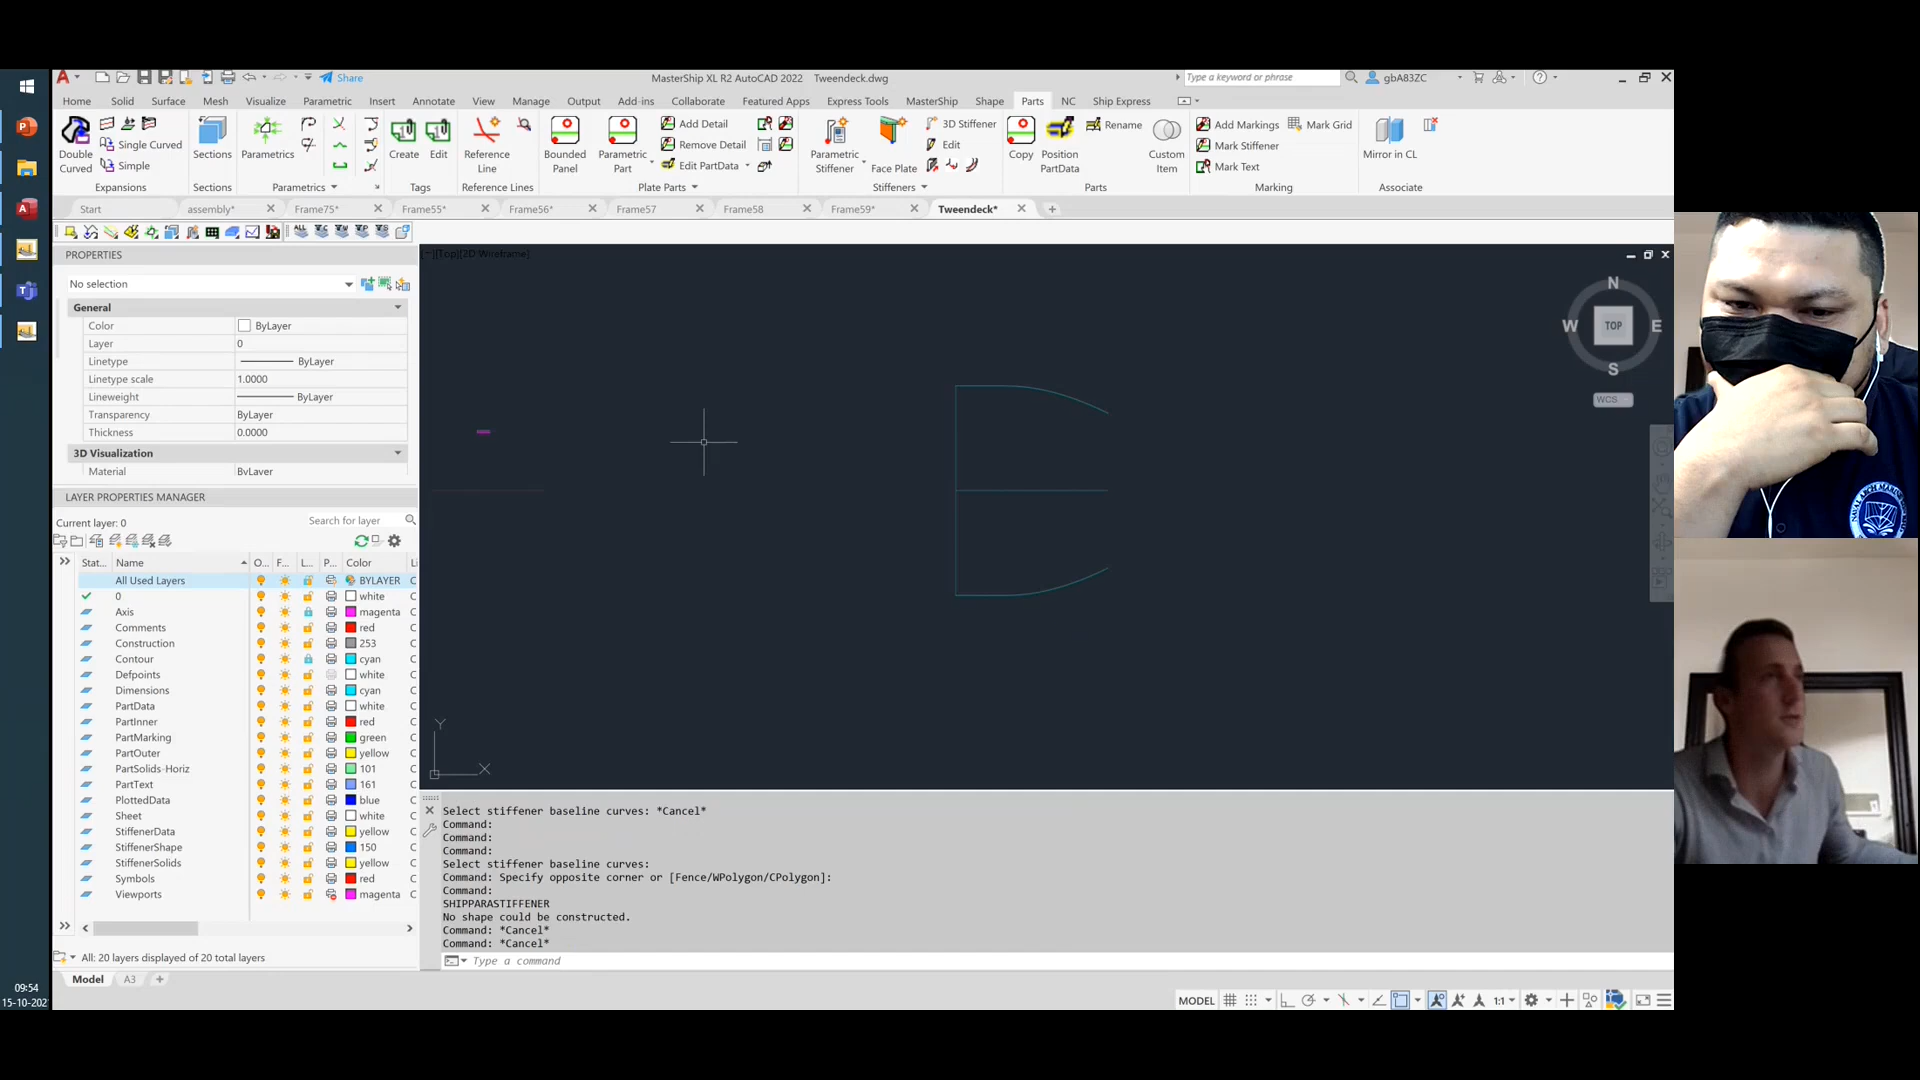 MasterShip XL R2 AutoCAD 2022 Tweendeck.dwg
Share
Type a keyword or phrase
gbA83ZC
Home Solid Surface Mesh Visualize Parametric Insert Annotate View Manage Output Add-ins Collaborate Featured Apps Express Tools MasterShip Shape Parts NC Ship Express
Double Curved
Single Curved
Simple
Expansions
Sections
Sections
Parametrics
Parametrics
Create
Edit
Tags
Reference Line
Reference Lines
Bounded Panel
Parametric Part
Add Detail
Remove Detail
Edit PartData
Plate Parts
Parametric Stiffener
Face Plate
3D Stiffener
Edit
Stiffeners
Copy
Position PartData
Rename
Custom Item
Parts
Add Markings
Mark Grid
Mark Stiffener
Mark Text
Marking
Mirror in CL
Associate
Start assembly* Frame75* Frame55* Frame56* Frame57 Frame58 Frame59* Tweendeck*
ALL
PROPERTIES
No selection
General
Color ByLayer
Layer 0
Linetype ByLayer
Linetype scale 1.0000
Lineweight ByLayer
Transparency ByLayer
Thickness 0.0000
3D Visualization
Material ByLayer
LAYER PROPERTIES MANAGER
Current layer: 0
Search for layer
Stat... Name O... F... L... P... Color Li
All Used Layers BYLAYER C
0 white C
Axis magenta C
Comments red C
Construction 253 C
Contour cyan C
Defpoints white C
Dimensions cyan C
PartData white C
PartInner red C
PartMarking green C
PartOuter yellow C
PartSolids-Horiz 101 C
PartText 161 C
PlottedData blue C
Sheet white C
StiffenerData yellow C
StiffenerShape 150 C
StiffenerSolids yellow C
Symbols red C
Viewports magenta C
All: 20 layers displayed of 20 total layers
Model A3
09:54
15-10-202
[-][Top][2D Wireframe]
N
W TOP E
S
WCS
Y
X
Select stiffener baseline curves: *Cancel*
Command:
Command:
Command:
Select stiffener baseline curves:
Command: Specify opposite corner or [Fence/WPolygon/CPolygon]:
Command:
SHIPPARASTIFFENER
No shape could be constructed.
Command: *Cancel*
Command: *Cancel*
Type a command
MODEL
1:1